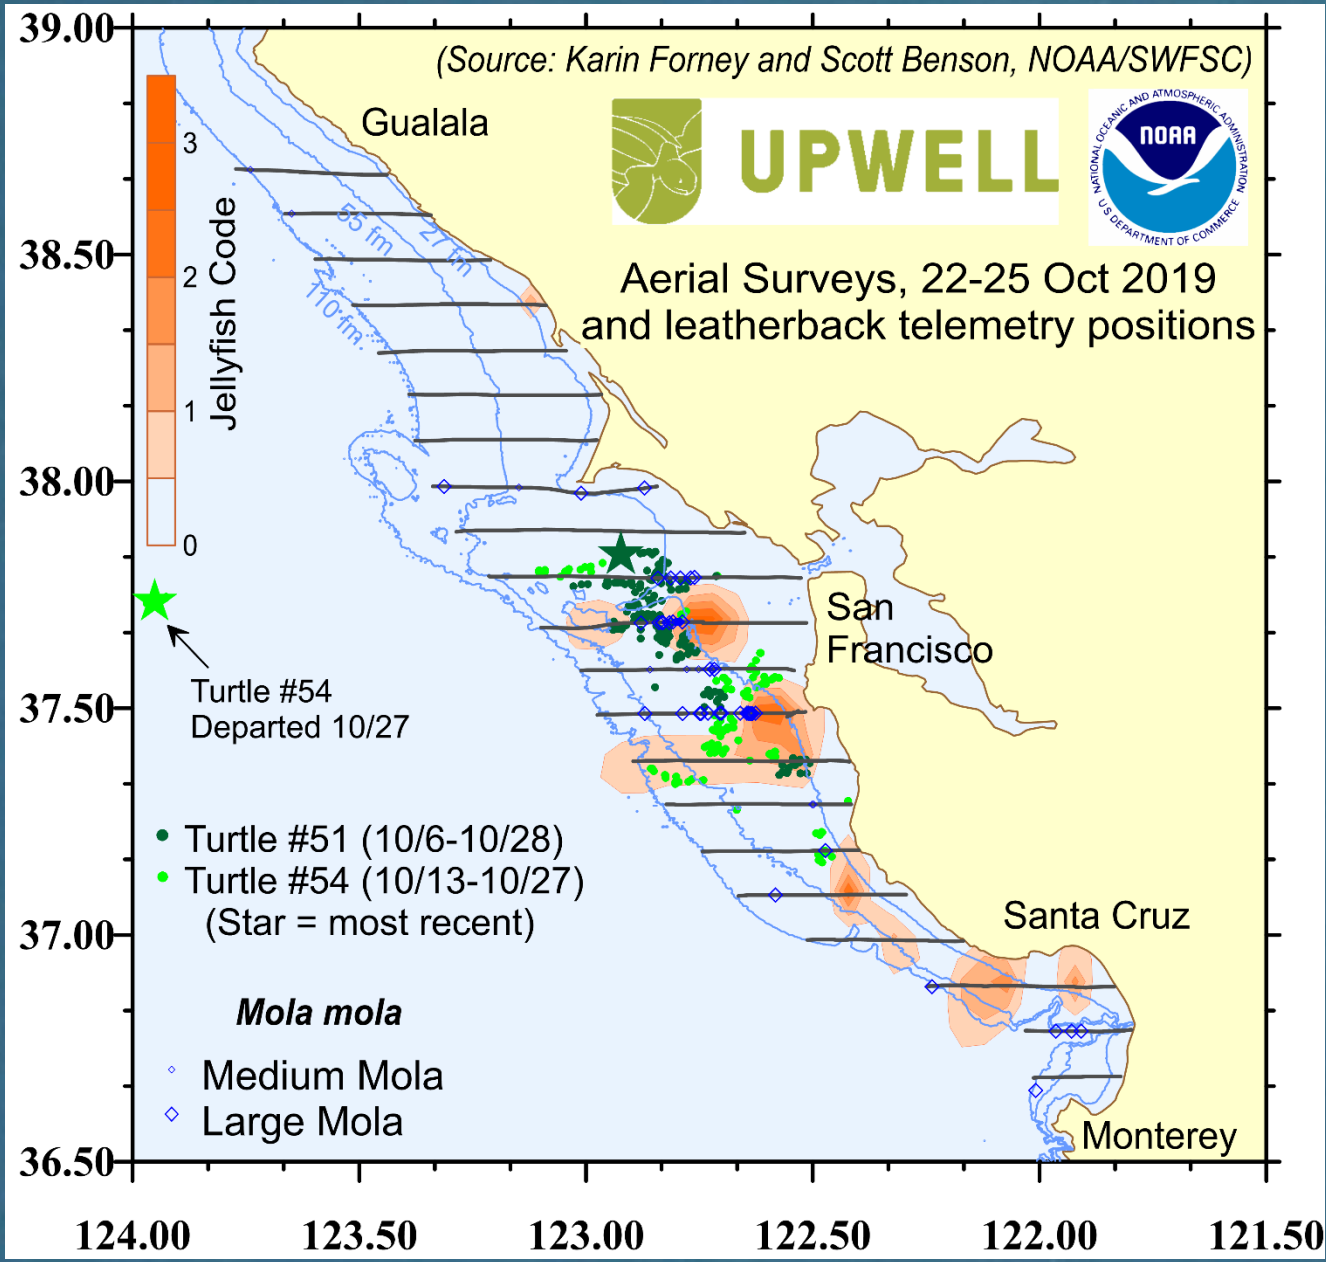 39.00
38.50
38.00
37.50
37.00
36.50
124.00
123.50
123.00
122.50
122.00
121.50
(Source: Karin Forney and Scott Benson, NOAA/SWFSC)
UPWELL
NATIONAL OCEANIC AND ATMOSPHERIC ADMINISTRATION
NOAA
U.S. DEPARTMENT OF COMMERCE
Aerial Surveys, 22-25 Oct 2019
and leatherback telemetry positions
Gualala
3
2
1
0
Jellyfish Code
27 fm
55 fm
110 fm
San
Francisco
Turtle #54
Departed 10/27
Turtle #51 (10/6-10/28)
Turtle #54 (10/13-10/27)
(Star = most recent)
Santa Cruz
Mola mola
Medium Mola
Large Mola
Monterey